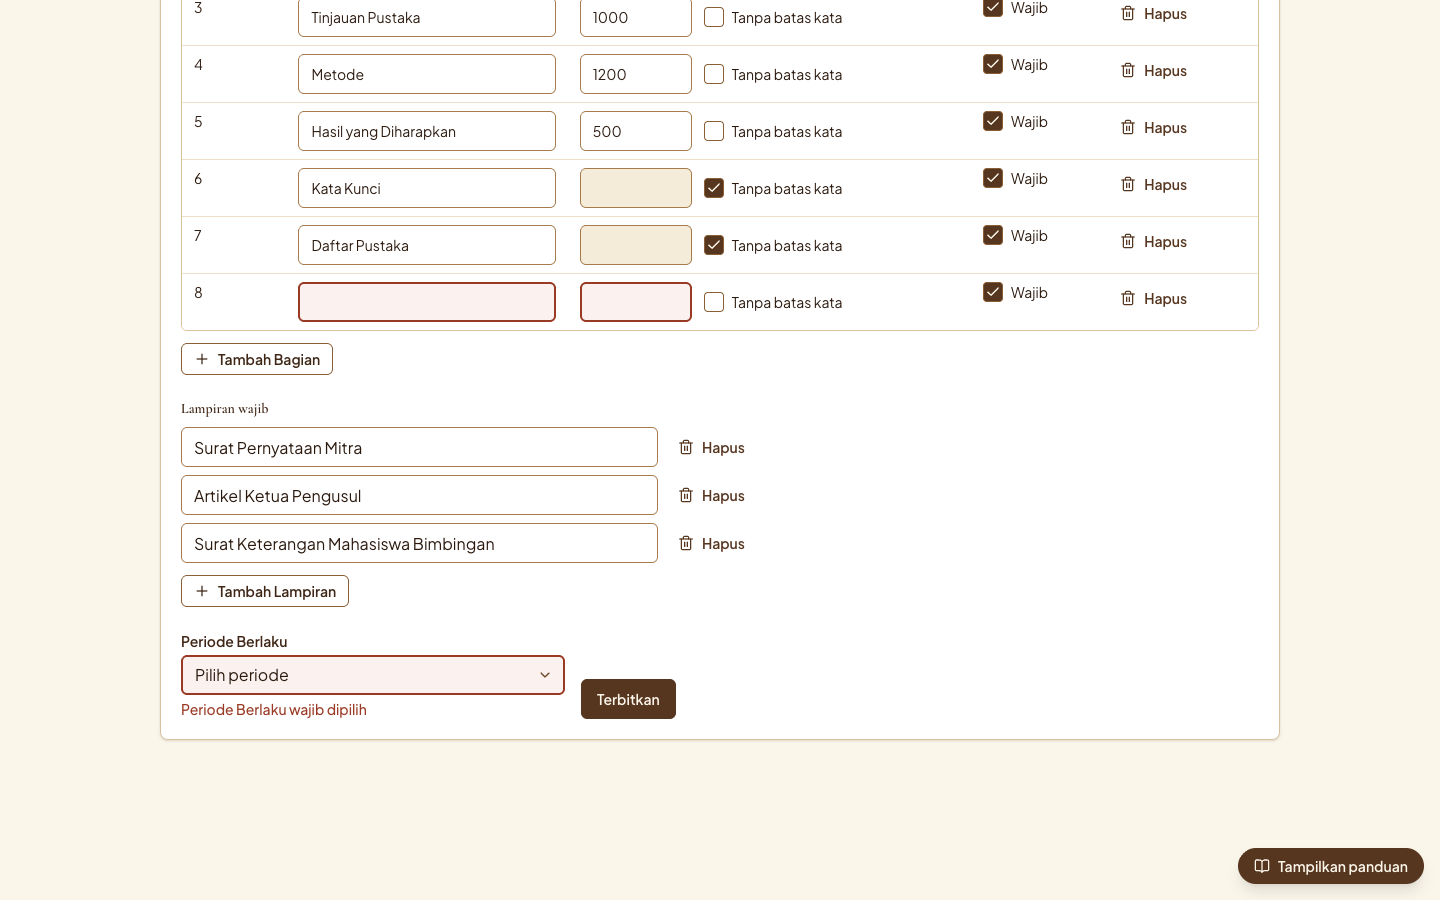 3 Tinjauan Pustaka 1000 Tanpa batas kata Wajib Hapus
4 Metode 1200 Tanpa batas kata Wajib Hapus
5 Hasil yang Diharapkan 500 Tanpa batas kata Wajib Hapus
6 Kata Kunci Tanpa batas kata Wajib Hapus
7 Daftar Pustaka Tanpa batas kata Wajib Hapus
8 Tanpa batas kata Wajib Hapus
Tambah Bagian
Lampiran wajib
Surat Pernyataan Mitra Hapus
Artikel Ketua Pengusul Hapus
Surat Keterangan Mahasiswa Bimbingan Hapus
Tambah Lampiran
Periode Berlaku
Pilih periode
Terbitkan
Periode Berlaku wajib dipilih
Tampilkan panduan